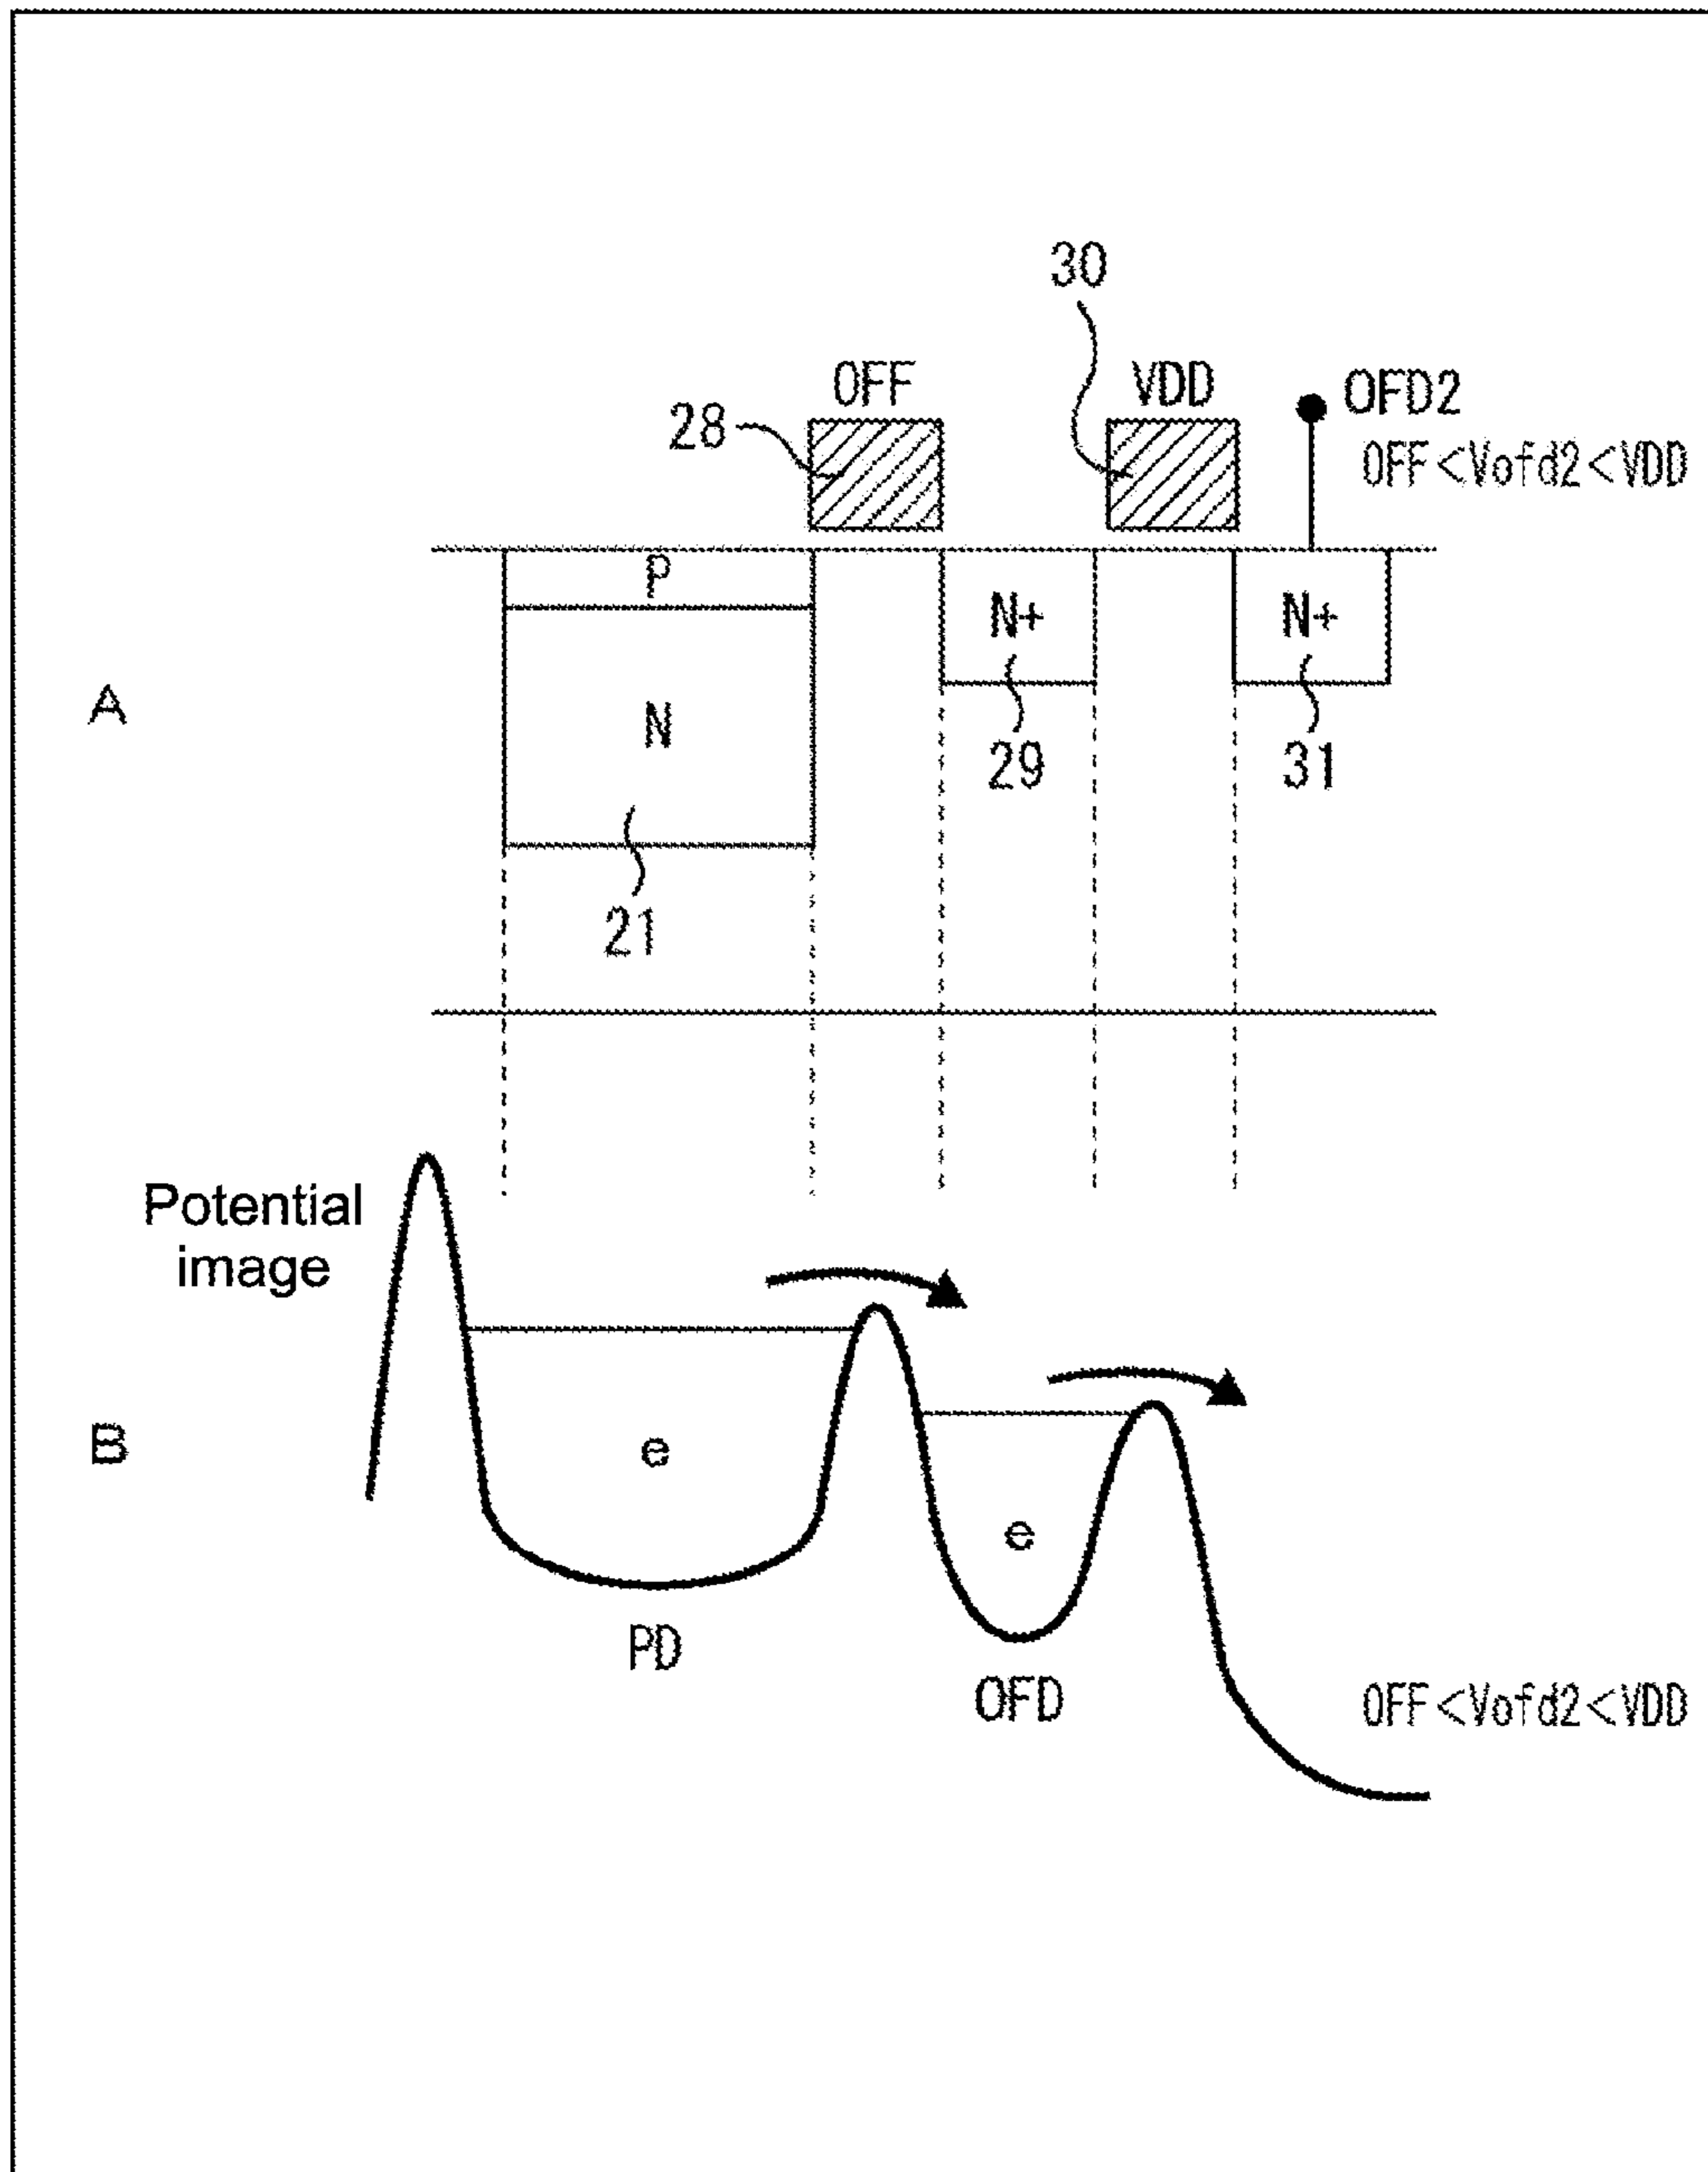 30
OFF
VDD
OFD2
28
OFF<Vofd2<VDD
P
N+
N+
A
N
29
31
21
Potential
image
B
e
e
PD
OFD
OFF<Vofd2<VDD